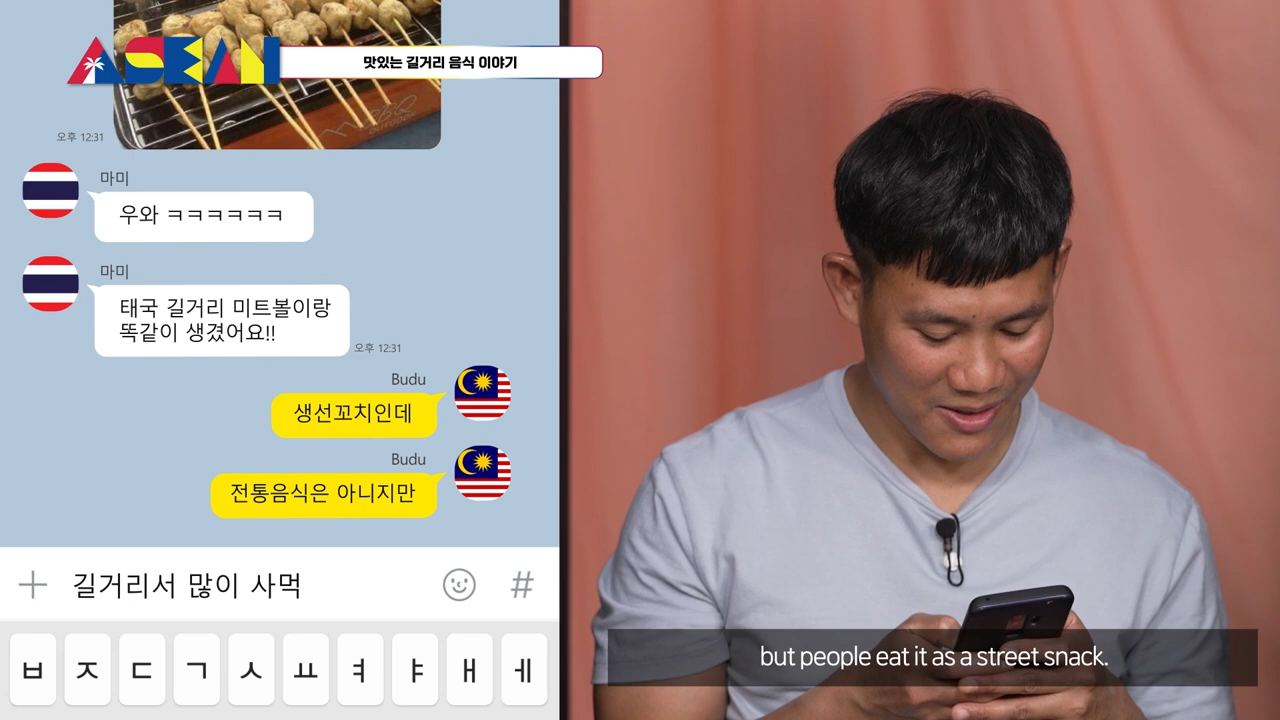 ASEAN
맛있는 길거리 음식 이야기
BBQ
OUTDOOR
오후 12:31
마미
우와 ㅋㅋㅋㅋㅋㅋ
마미
태국 길거리 미트볼이랑
똑같이 생겼어요!!
오후 12:31
Budu
생선꼬치인데
Budu
전통음식은 아니지만
길거리서 많이 사먹
#
ㅂ ㅈ ㄷ ㄱ ㅅ ㅛ ㅕ ㅑ ㅐ ㅔ
but people eat it as a street snack.